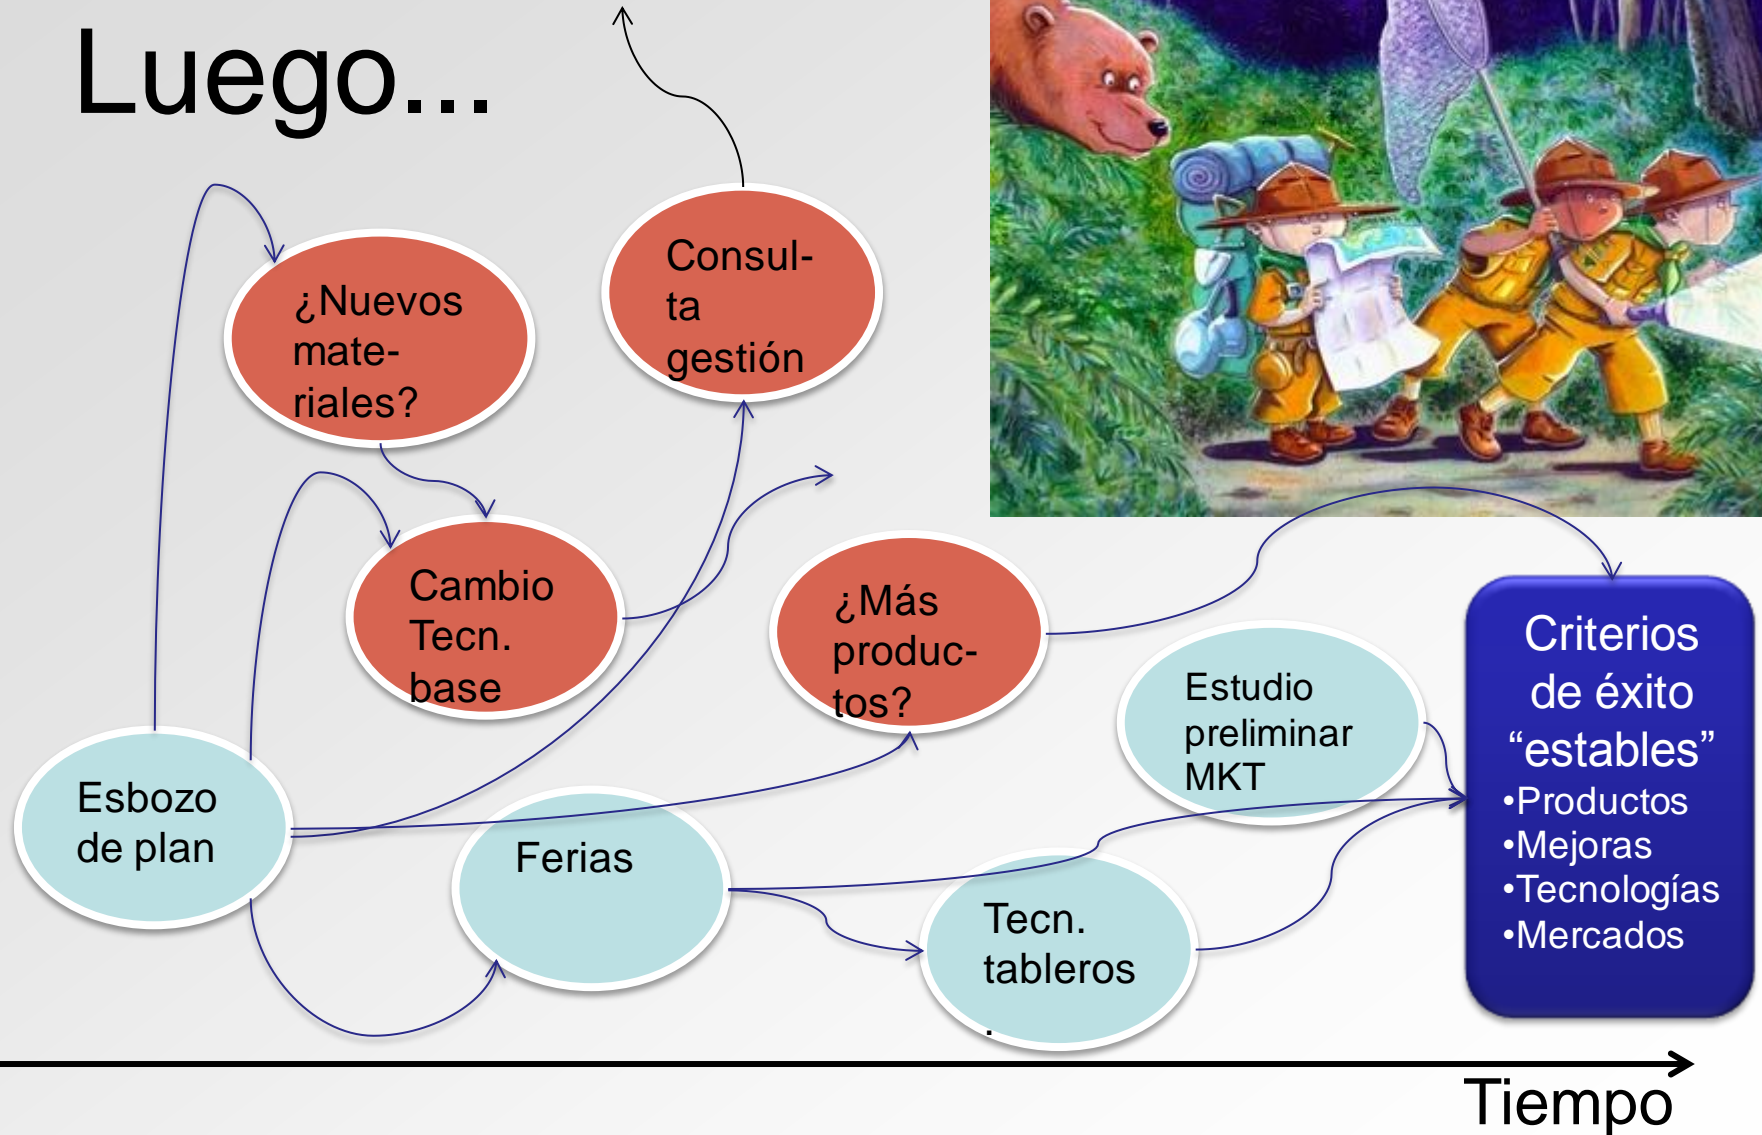 Luego...
¿Nuevos
mate-
riales?
Consul-
ta
gestión
Cambio
Tecn.
base
¿Más
produc-
tos?
Estudio
preliminar
MKT
Esbozo
de plan
Ferias
Tecn.
tableros
.
Criterios
de éxito
“estables”
•Productos
•Mejoras
•Tecnologías
•Mercados
Tiempo